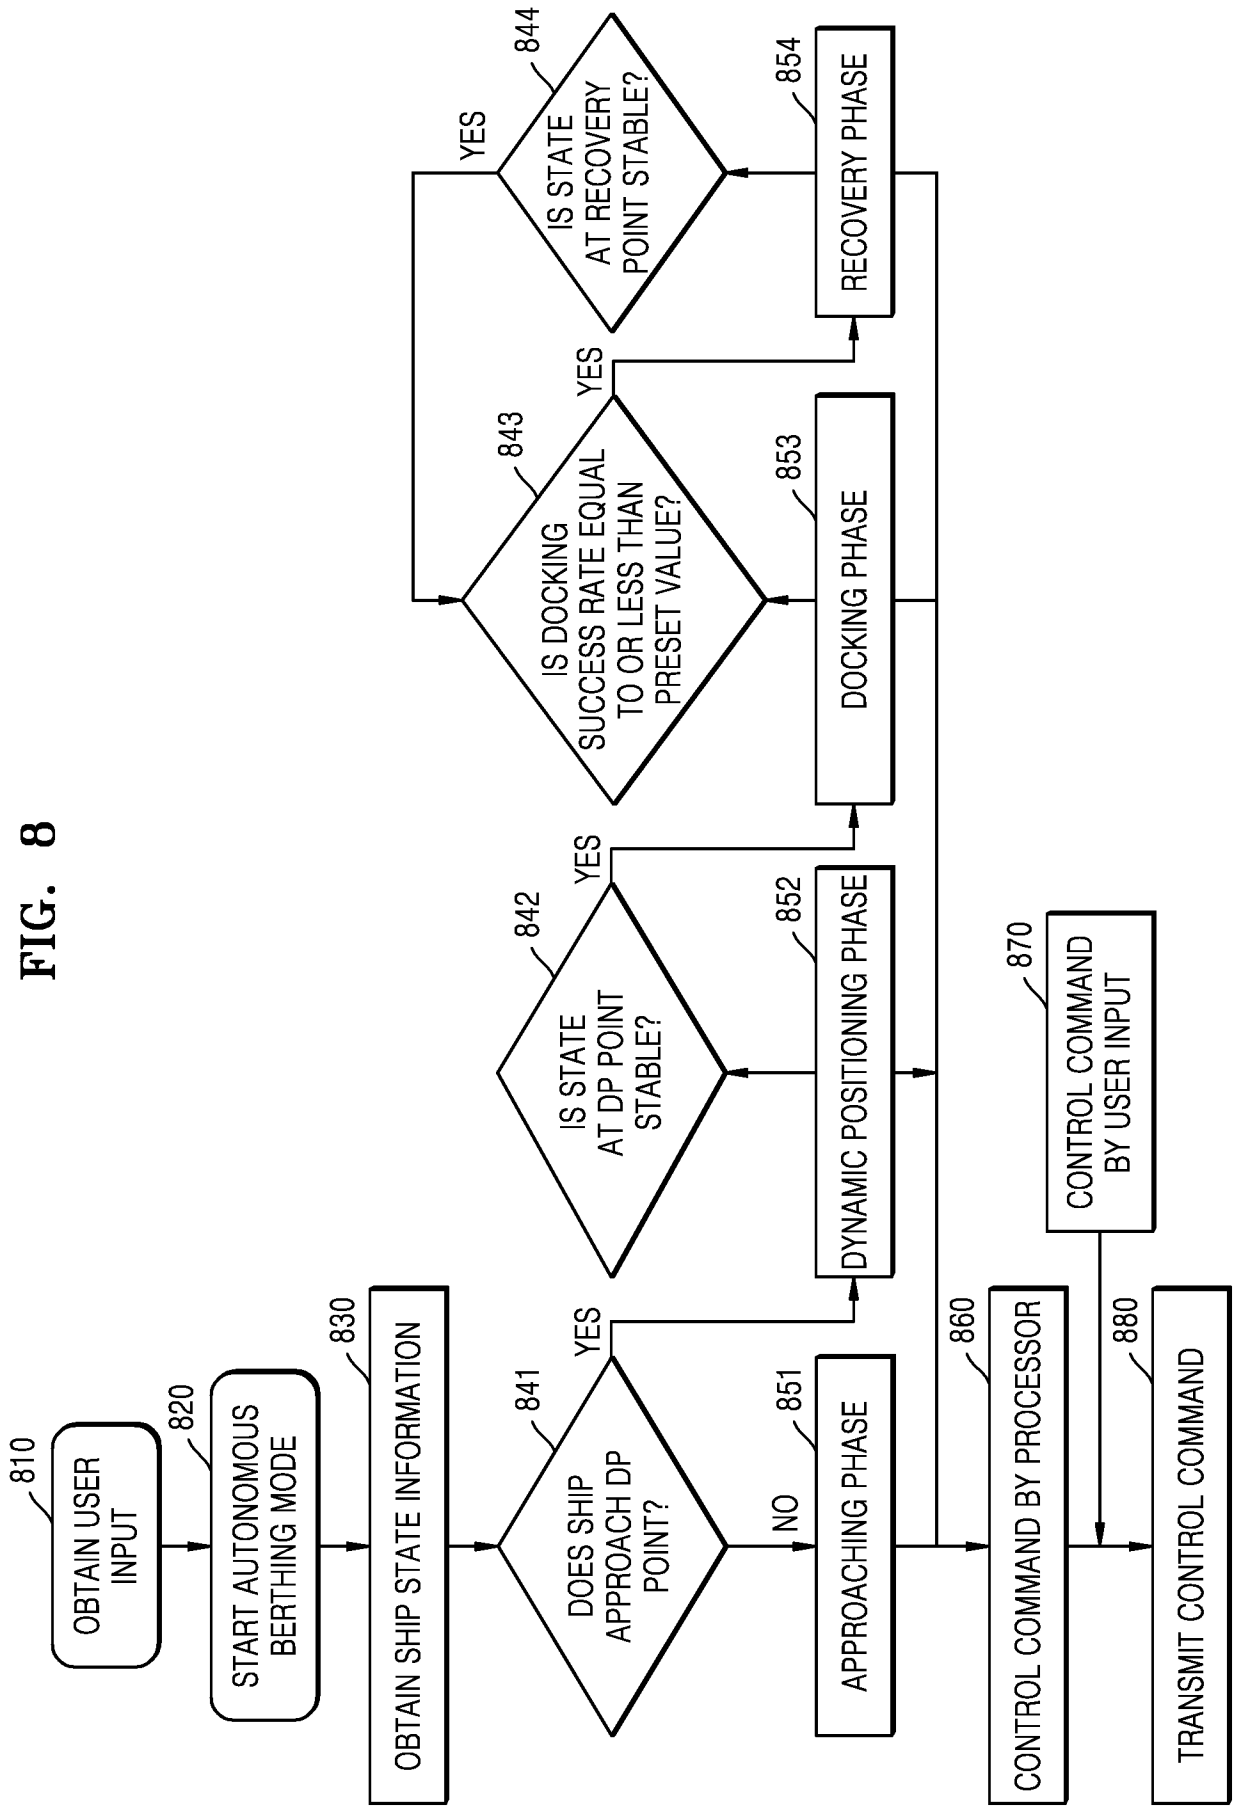 FIG. 8
810
OBTAIN USER
INPUT
820
START AUTONOMOUS
BERTHING MODE
830
OBTAIN SHIP STATE INFORMATION
841
DOES SHIP
APPROACH DP
POINT?
YES
NO
842
IS STATE
AT DP POINT
STABLE?
YES
843
IS DOCKING
SUCCESS RATE EQUAL
TO OR LESS THAN
PRESET VALUE?
YES
844
IS STATE
AT RECOVERY
POINT STABLE?
YES
851
APPROACHING PHASE
852
DYNAMIC POSITIONING PHASE
853
DOCKING PHASE
854
RECOVERY PHASE
860
CONTROL COMMAND BY PROCESSOR
870
CONTROL COMMAND
BY USER INPUT
880
TRANSMIT CONTROL COMMAND